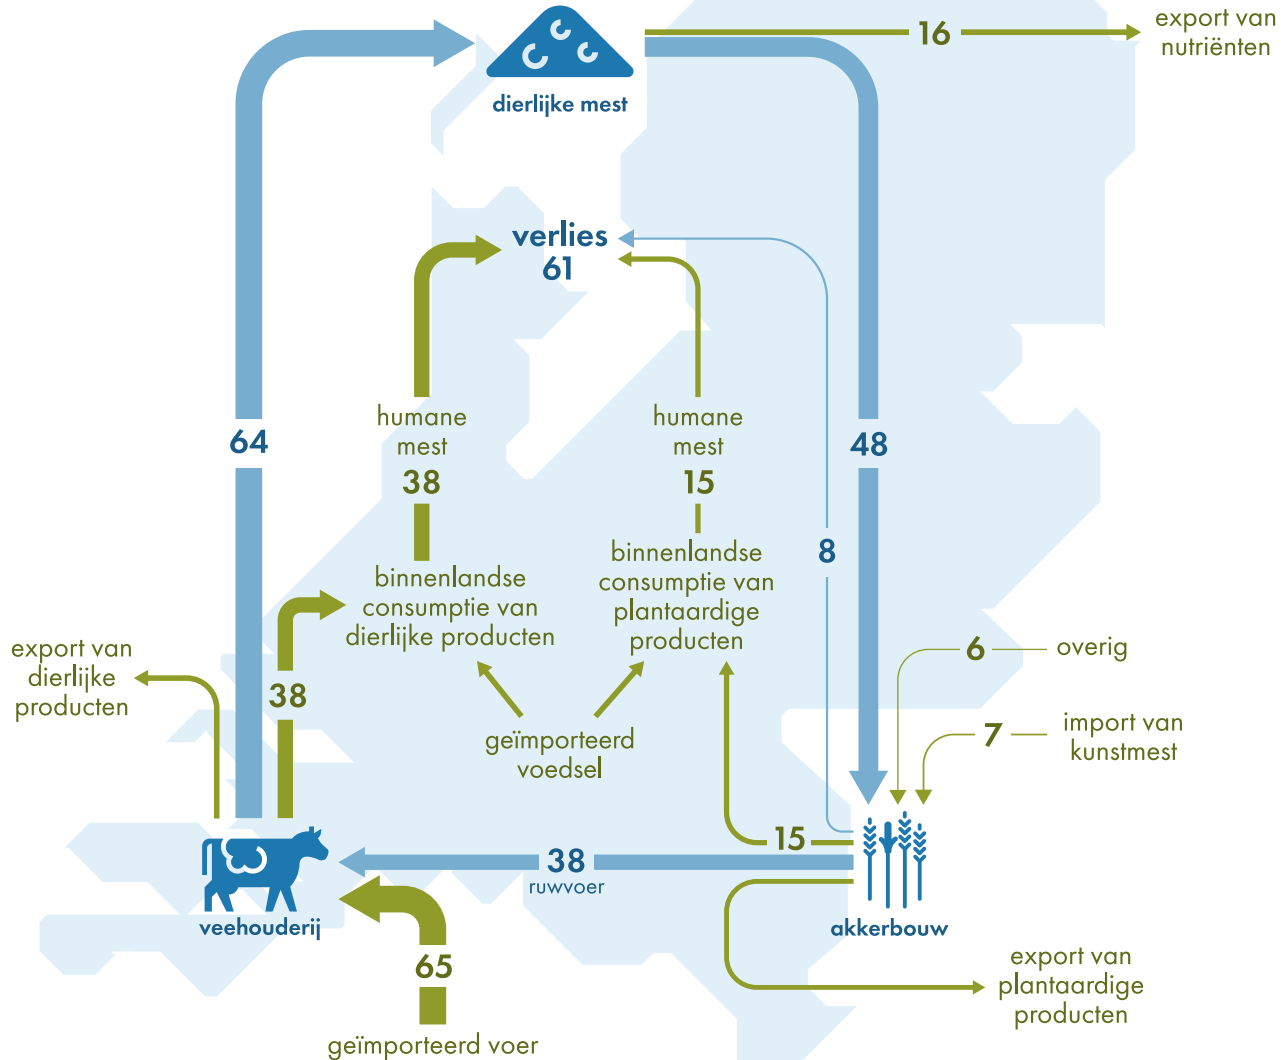 16
export van
nutriënten
dierlijke mest
verlies
61
humane
mest
38
humane
mest
15
64
48
8
binnenlandse
consumptie van
dierlijke producten
binnenlandse
consumptie van
plantaardige
producten
export van
dierlijke
producten
38
6
overig
7
import van
kunstmest
geïmporteerd
voedsel
15
38
ruwvoer
veehouderij
akkerbouw
65
geïmporteerd voer
export van
plantaardige
producten